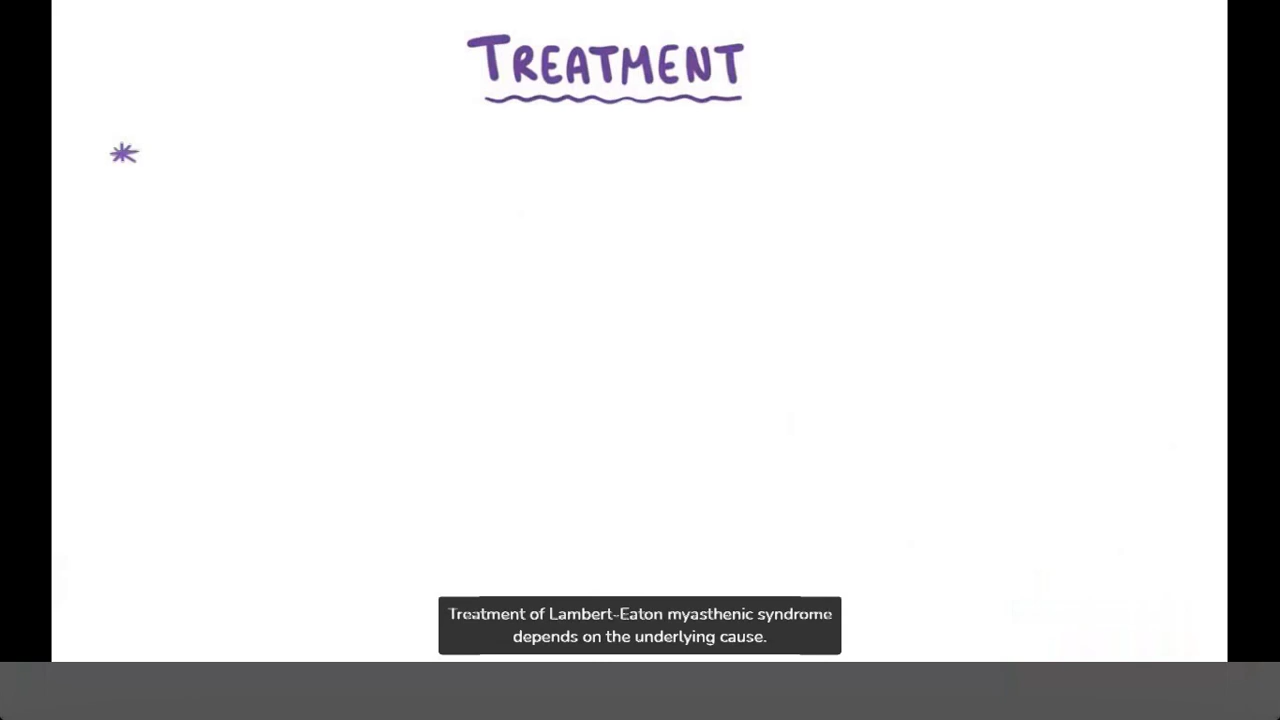 TREATMENT
Treatment of Lambert-Eaton myasthenic syndrome
depends on the underlying cause.